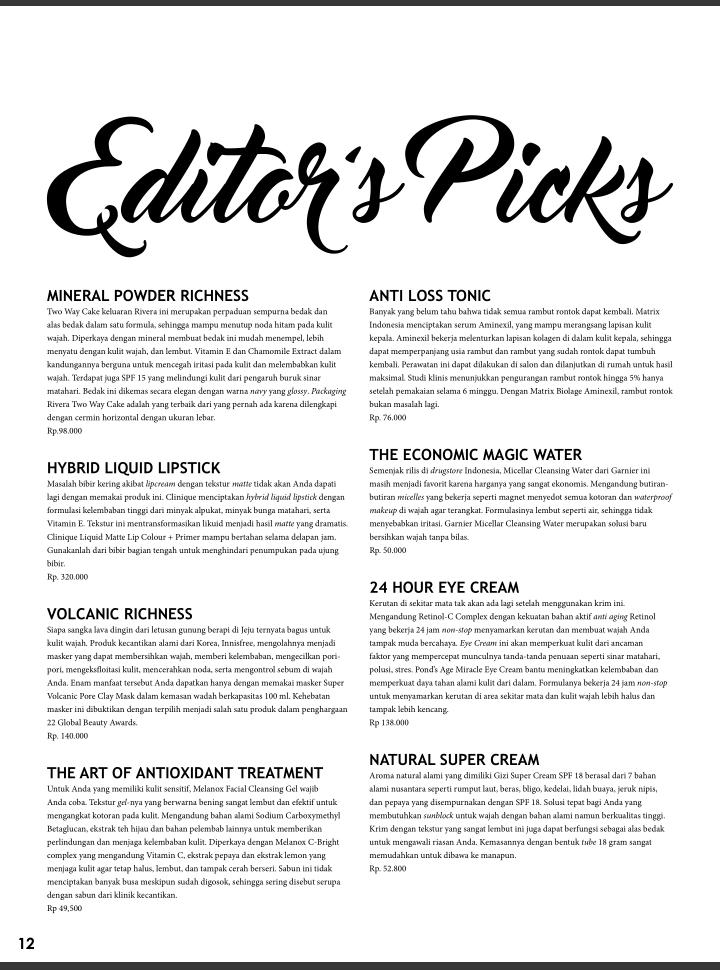 Editor's Picks
MINERAL POWDER RICHNESS
Two Way Cake keluaran Rivera ini merupakan perpaduan sempurna bedak dan
alas bedak dalam satu formula, sehingga mampu menutup noda hitam pada kulit
wajah. Diperkaya dengan mineral membuat bedak ini mudah menempel, lebih
menyatu dengan kulit wajah, dan lembut. Vitamin E dan Chamomile Extract dalam
kandungannya berguna untuk mencegah iritasi pada kulit dan melembabkan kulit
wajah. Terdapat juga SPF 15 yang melindungi kulit dari pengaruh buruk sinar
matahari. Bedak ini dikemas secara elegan dengan warna navy yang glossy. Packaging
Rivera Two Way Cake adalah yang terbaik dari yang pernah ada karena dilengkapi
dengan cermin horizontal dengan ukuran lebar.
Rp.98.000
HYBRID LIQUID LIPSTICK
Masalah bibir kering akibat lipcream dengan tekstur matte tidak akan Anda dapati
lagi dengan memakai produk ini. Clinique menciptakan hybrid liquid lipstick dengan
formulasi kelembaban tinggi dari minyak alpukat, minyak bunga matahari, serta
Vitamin E. Tekstur ini mentransformasikan likuid menjadi hasil matte yang dramatis.
Clinique Liquid Matte Lip Colour + Primer mampu bertahan selama delapan jam.
Gunakanlah dari bibir bagian tengah untuk menghindari penumpukan pada ujung
bibir.
Rp. 320.000
VOLCANIC RICHNESS
Siapa sangka lava dingin dari letusan gunung berapi di Jeju ternyata bagus untuk
kulit wajah. Produk kecantikan alami dari Korea, Innisfree, mengolahnya menjadi
masker yang dapat membersihkan wajah, memberi kelembaban, mengecilkan pori-
pori, mengeksfloitasi kulit, mencerahkan noda, serta mengontrol sebum di wajah
Anda. Enam manfaat tersebut Anda dapatkan hanya dengan memakai masker Super
Volcanic Pore Clay Mask dalam kemasan wadah berkapasitas 100 ml. Kehebatan
masker ini dibuktikan dengan terpilih menjadi salah satu produk dalam penghargaan
22 Global Beauty Awards.
Rp. 140.000
THE ART OF ANTIOXIDANT TREATMENT
Untuk Anda yang memiliki kulit sensitif, Melanox Facial Cleansing Gel wajib
Anda coba. Tekstur gel-nya yang berwarna bening sangat lembut dan efektif untuk
mengangkat kotoran pada kulit. Mengandung bahan alami Sodium Carboxymethyl
Betaglucan, ekstrak teh hijau dan bahan pelembab lainnya untuk memberikan
perlindungan dan menjaga kelembaban kulit. Diperkaya dengan Melanox C-Bright
complex yang mengandung Vitamin C, ekstrak pepaya dan ekstrak lemon yang
menjaga kulit agar tetap halus, lembut, dan tampak cerah berseri. Sabun ini tidak
menciptakan banyak busa meskipun sudah digosok, sehingga sering disebut serupa
dengan sabun dari klinik kecantikan.
Rp 49,500
ANTI LOSS TONIC
Banyak yang belum tahu bahwa tidak semua rambut rontok dapat kembali. Matrix
Indonesia menciptakan serum Aminexil, yang mampu merangsang lapisan kulit
kepala. Aminexil bekerja melenturkan lapisan kolagen di dalam kulit kepala, sehingga
dapat memperpanjang usia rambut dan rambut yang sudah rontok dapat tumbuh
kembali. Perawatan ini dapat dilakukan di salon dan dilanjutkan di rumah untuk hasil
maksimal. Studi klinis menunjukkan pengurangan rambut rontok hingga 5% hanya
setelah pemakaian selama 6 minggu. Dengan Matrix Biolage Aminexil, rambut rontok
bukan masalah lagi.
Rp. 76.000
THE ECONOMIC MAGIC WATER
Semenjak rilis di drugstore Indonesia, Micellar Cleansing Water dari Garnier ini
masih menjadi favorit karena harganya yang sangat ekonomis. Mengandung butiran-
butiran micelles yang bekerja seperti magnet menyedot semua kotoran dan waterproof
makeup di wajah agar terangkat. Formulasinya lembut seperti air, sehingga tidak
menyebabkan iritasi. Garnier Micellar Cleansing Water merupakan solusi baru
bersihkan wajah tanpa bilas.
Rp. 50.000
24 HOUR EYE CREAM
Kerutan di sekitar mata tak akan ada lagi setelah menggunakan krim ini.
Mengandung Retinol-C Complex dengan kekuatan bahan aktif anti aging Retinol
yang bekerja 24 jam non-stop menyamarkan kerutan dan membuat wajah Anda
tampak muda bercahaya. Eye Cream ini akan memperkuat kulit dari ancaman
faktor yang mempercepat munculnya tanda-tanda penuaan seperti sinar matahari,
polusi, stres. Pond's Age Miracle Eye Cream bantu meningkatkan kelembaban dan
memperkuat daya tahan alami kulit dari dalam. Formulanya bekerja 24 jam non-stop
untuk menyamarkan kerutan di area sekitar mata dan kulit wajah lebih halus dan
tampak lebih kencang.
Rp 138.000
NATURAL SUPER CREAM
Aroma natural alami yang dimiliki Gizi Super Cream SPF 18 berasal dari 7 bahan
alami nusantara seperti rumput laut, beras, bligo, kedelai, lidah buaya, jeruk nipis,
dan pepaya yang disempurnakan dengan SPF 18. Solusi tepat bagi Anda yang
membutuhkan sunblock untuk wajah dengan bahan alami namun berkualitas tinggi.
Krim dengan tekstur yang sangat lembut ini juga dapat berfungsi sebagai alas bedak
untuk mengawali riasan Anda. Kemasannya dengan bentuk tube 18 gram sangat
memudahkan untuk dibawa ke manapun.
Rp. 52.800
12